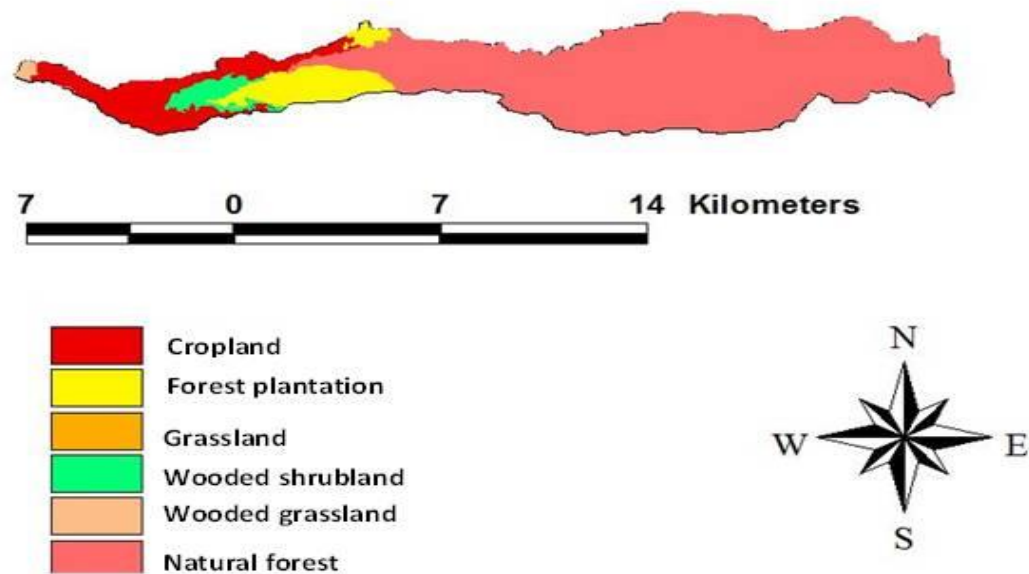 7 0 7 14 Kilometers
Cropland
Forest plantation
Grassland
Wooded shrubland
Wooded grassland
Natural forest
N
W E
S